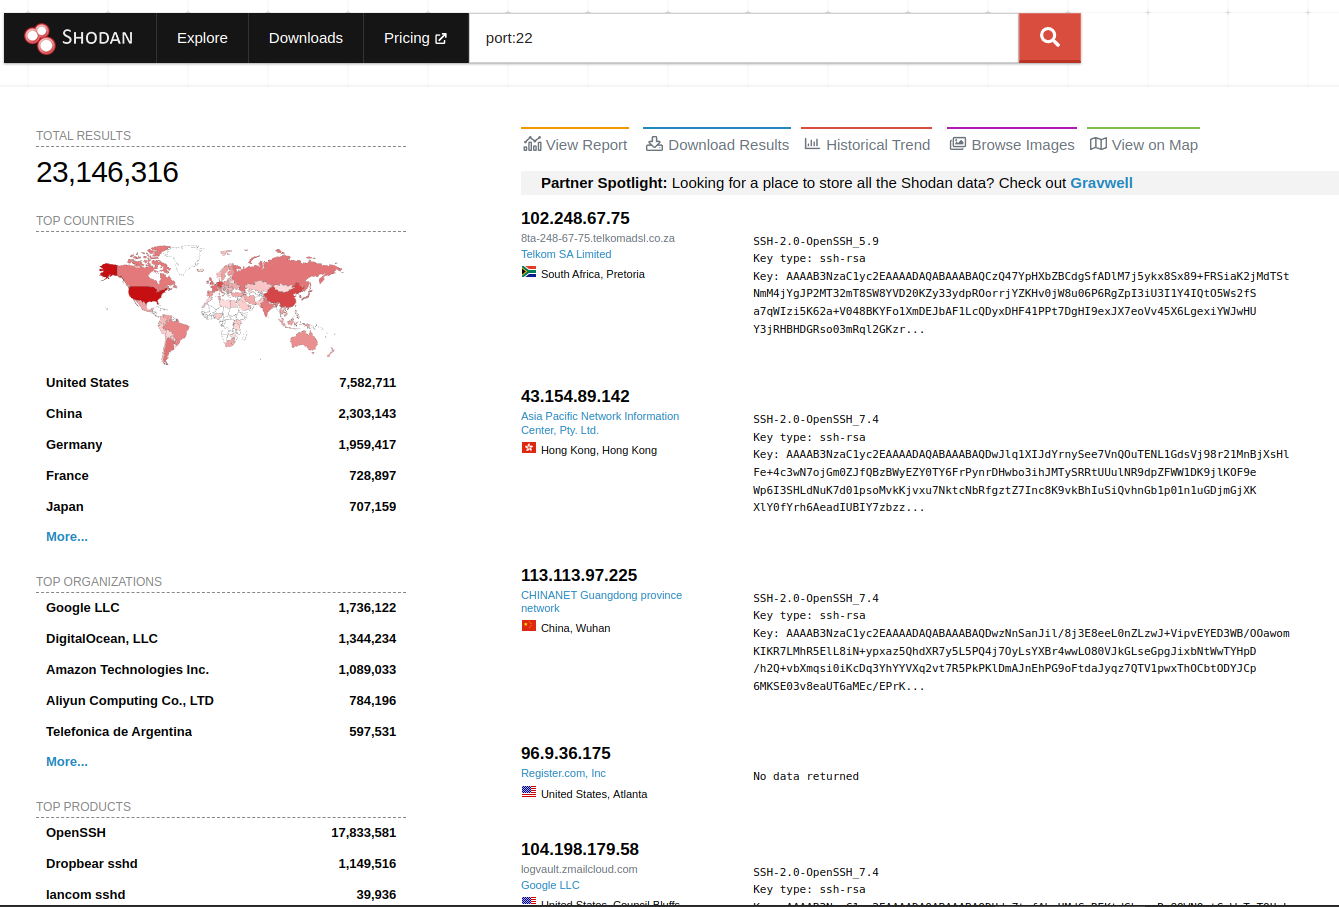 SHODAN
Explore
Downloads
Pricing
port:22
TOTAL RESULTS
23,146,316
TOP COUNTRIES
United States 7,582,711
China 2,303,143
Germany 1,959,417
France 728,897
Japan 707,159
More...
TOP ORGANIZATIONS
Google LLC 1,736,122
DigitalOcean, LLC 1,344,234
Amazon Technologies Inc. 1,089,033
Aliyun Computing Co., LTD 784,196
Telefonica de Argentina 597,531
More...
TOP PRODUCTS
OpenSSH 17,833,581
Dropbear sshd 1,149,516
lancom sshd 39,936
View Report
Download Results
Historical Trend
Browse Images
View on Map
Partner Spotlight: Looking for a place to store all the Shodan data? Check out Gravwell
102.248.67.75
8ta-248-67-75.telkomadsl.co.za
Telkom SA Limited
South Africa, Pretoria
SSH-2.0-OpenSSH_5.9
Key type: ssh-rsa
Key: AAAAB3NzaC1yc2EAAAADAQABAAABAQCzQ47YpHXbZBCdgSfADlM7j5ykx8Sx89+FRSiaK2jMdTSt
NmM4jYgJP2MT32mT8SW8YVD20KZy33ydpROorrjYZKHv0jW8u06P6RgZpI3iU3I1Y4IQtO5Ws2fS
a7qWIzi5K62a+V048BKYFo1XmDEJbAF1LcQDyxDHF41PPt7DgHI9exJX7eoVv45X6LgexiYWJwHU
Y3jRHBHDGRso03mRql2GKzr...
43.154.89.142
Asia Pacific Network Information
Center, Pty. Ltd.
Hong Kong, Hong Kong
SSH-2.0-OpenSSH_7.4
Key type: ssh-rsa
Key: AAAAB3NzaC1yc2EAAAADAQABAAABAQDwJlq1XIJdYrnySee7VnQOuTENL1GdsVj98r21MnBjXsHl
Fe+4c3wN7ojGm0ZJfQBzBWyEZY0TY6FrPynrDHwbo3ihJMTySRRtUUulNR9dpZFWW1DK9jlKOF9e
Wp6I3SHLdNuK7d01psoMvkKjvxu7NktcNbRfgztZ7Inc8K9vkBhIuSiQvhnGb1p01n1uGDjmGjXK
XlY0fYrh6AeadIUBIY7zbzz...
113.113.97.225
CHINANET Guangdong province
network
China, Wuhan
SSH-2.0-OpenSSH_7.4
Key type: ssh-rsa
Key: AAAAB3NzaC1yc2EAAAADAQABAAABAQDwzNnSanJil/8j3E8eeL0nZLzwJ+VipvEYED3WB/OOawom
KIKR7LMhR5ElL8iN+ypxaz5QhdXR7y5L5PQ4j7OyLsYXBr4wwLO80VJkGLseGpgJixbNtWwTYHpD
/h2Q+vbXmqsi0iKcDq3YhYYVXq2vt7R5PkPKlDmAJnEhPG9oFtdaJyqz7QTV1pwxThOCbtODYJCp
6MKSE03v8eaUT6aMEc/EPrK...
96.9.36.175
Register.com, Inc
United States, Atlanta
No data returned
104.198.179.58
logvault.zmailcloud.com
Google LLC
United States, Council Bluffs
SSH-2.0-OpenSSH_7.4
Key type: ssh-rsa